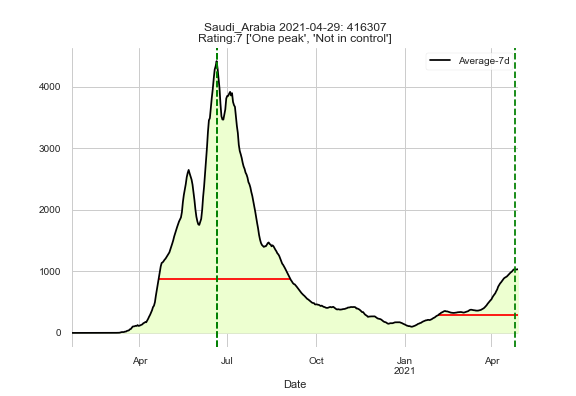 Saudi_Arabia 2021-04-29: 416307
Rating:7 ['One peak', 'Not in control']
Average-7d
4000
3000
2000
1000
0
Apr
Jul
Oct
Jan
2021
Apr
Date